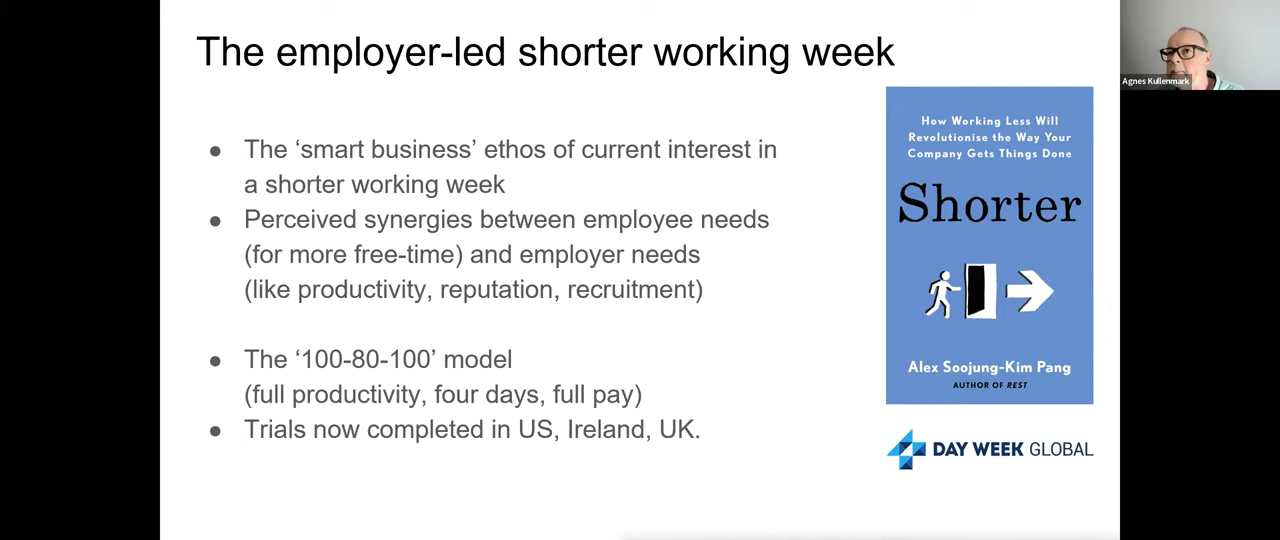 The employer-led shorter working week
● The ‘smart business’ ethos of current interest in
a shorter working week
● Perceived synergies between employee needs
(for more free-time) and employer needs
(like productivity, reputation, recruitment)
● The ‘100-80-100’ model
(full productivity, four days, full pay)
● Trials now completed in US, Ireland, UK.
How Working Less Will
Revolutionise the Way Your
Company Gets Things Done
Shorter
Alex Soojung-Kim Pang
AUTHOR OF REST
4 DAY WEEK GLOBAL
Agnes Kullenmark